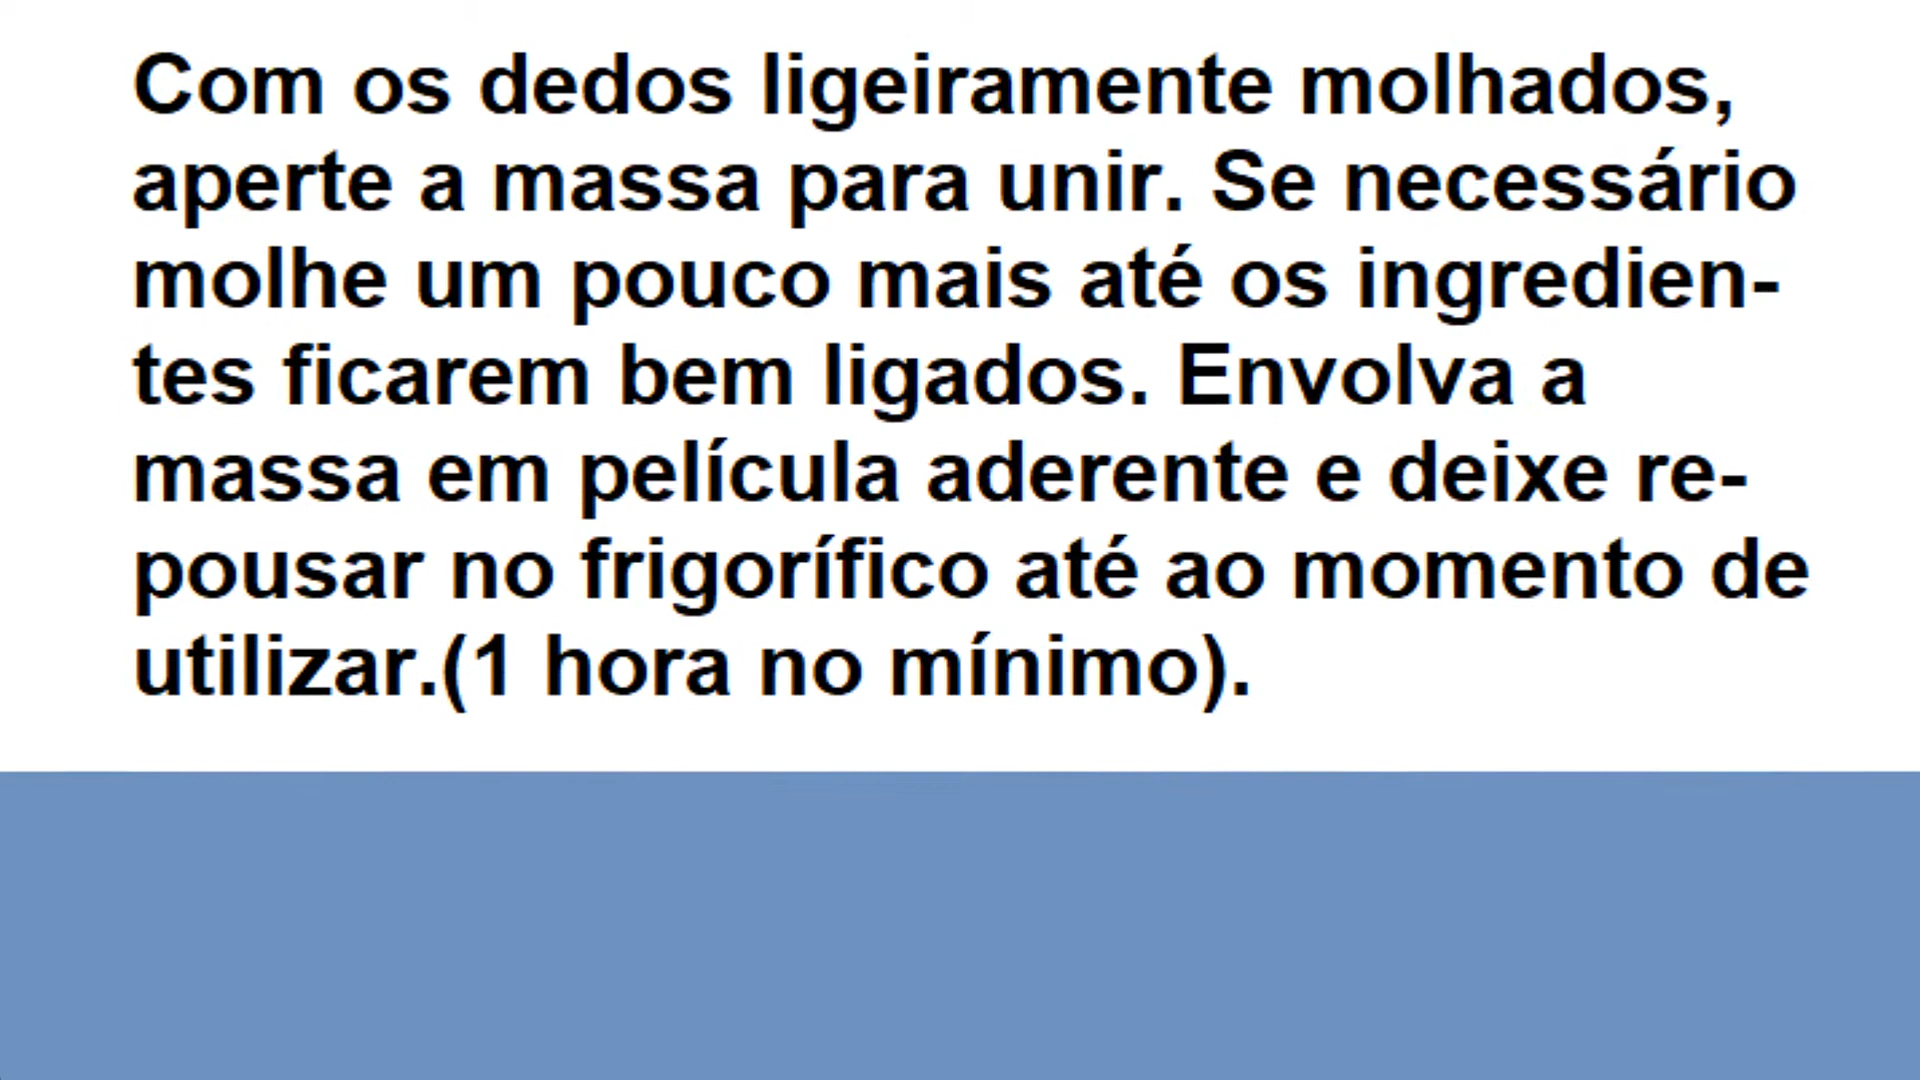 Com os dedos ligeiramente molhados,
aperte a massa para unir. Se necessário
molhe um pouco mais até os ingredien-
tes ficarem bem ligados. Envolva a
massa em película aderente e deixe re-
pousar no frigorífico até ao momento de
utilizar.(1 hora no mínimo).